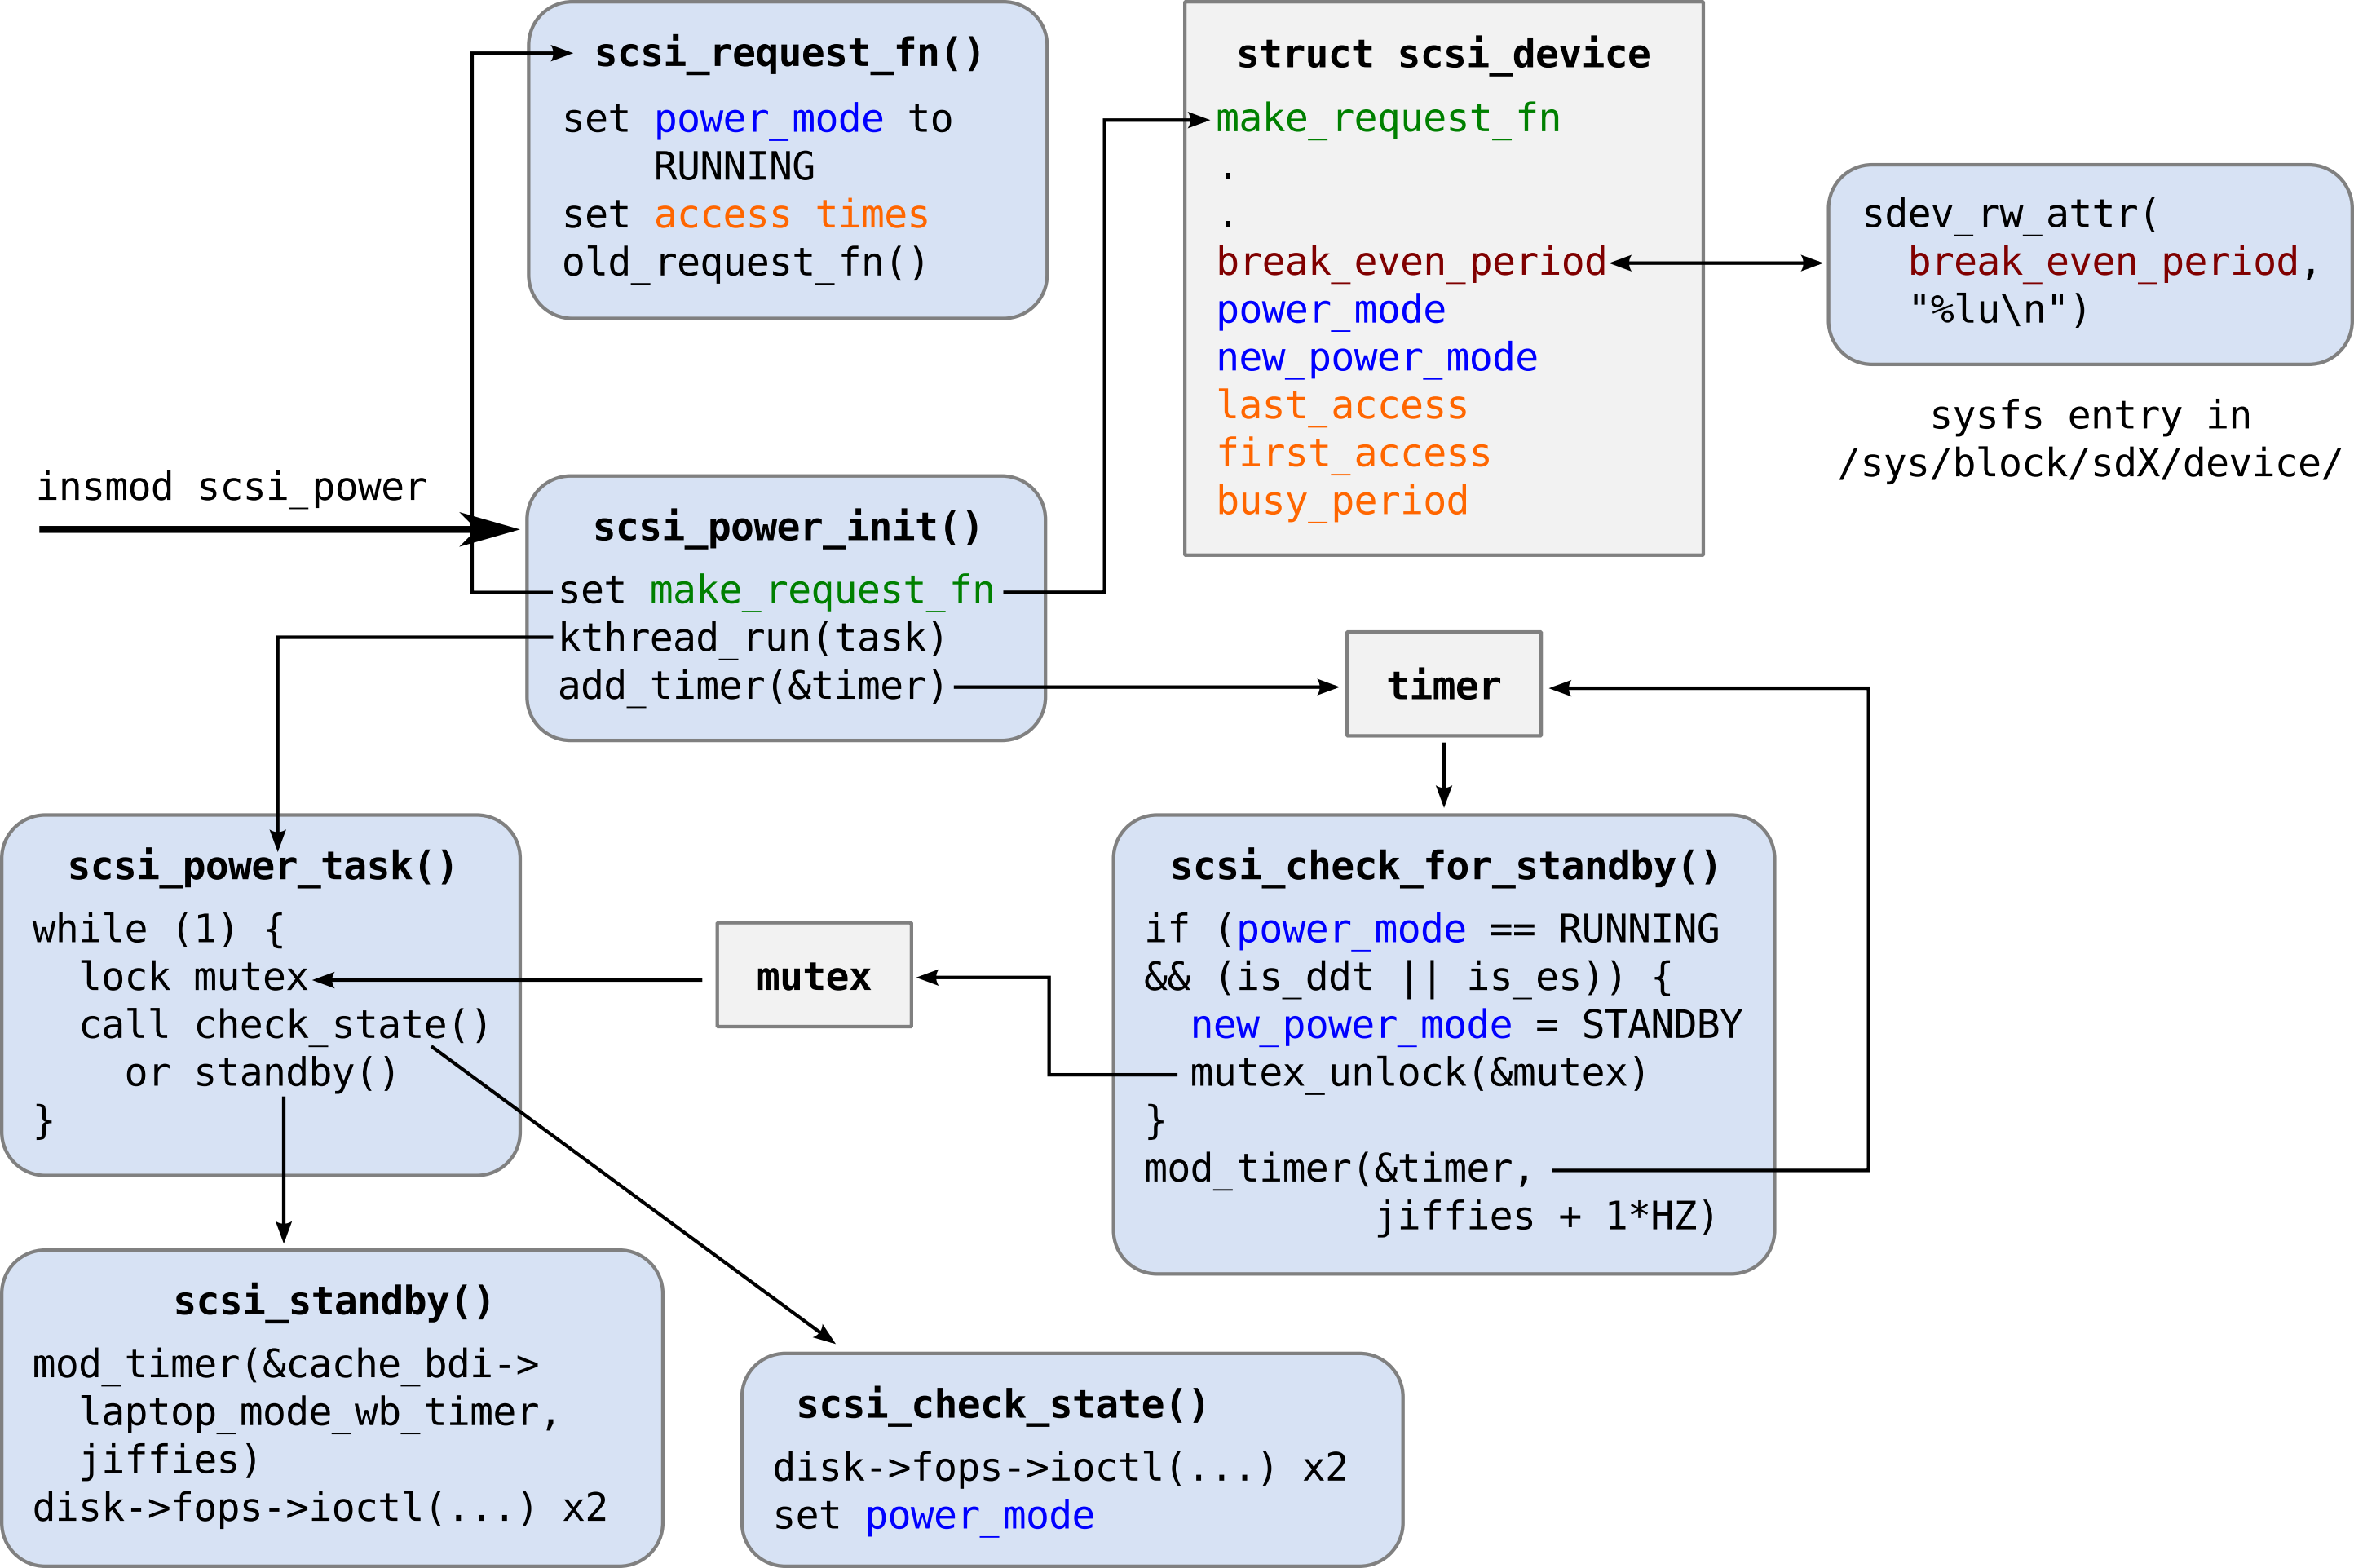 scsi_request_fn()
set power_mode to
RUNNING
set access times
old_request_fn()
struct scsi_device
make_request_fn
.
.
break_even_period
power_mode
new_power_mode
last_access
first_access
busy_period
sdev_rw_attr(
break_even_period,
"%lu\n")
sysfs entry in
/sys/block/sdX/device/
insmod scsi_power
scsi_power_init()
set make_request_fn
kthread_run(task)
add_timer(&timer)
timer
scsi_power_task()
while (1) {
lock mutex
call check_state()
or standby()
}
mutex
scsi_check_for_standby()
if (power_mode == RUNNING
&& (is_ddt || is_es)) {
new_power_mode = STANDBY
mutex_unlock(&mutex)
}
mod_timer(&timer,
jiffies + 1*HZ)
scsi_standby()
mod_timer(&cache_bdi->
laptop_mode_wb_timer,
jiffies)
disk->fops->ioctl(...) x2
scsi_check_state()
disk->fops->ioctl(...) x2
set power_mode